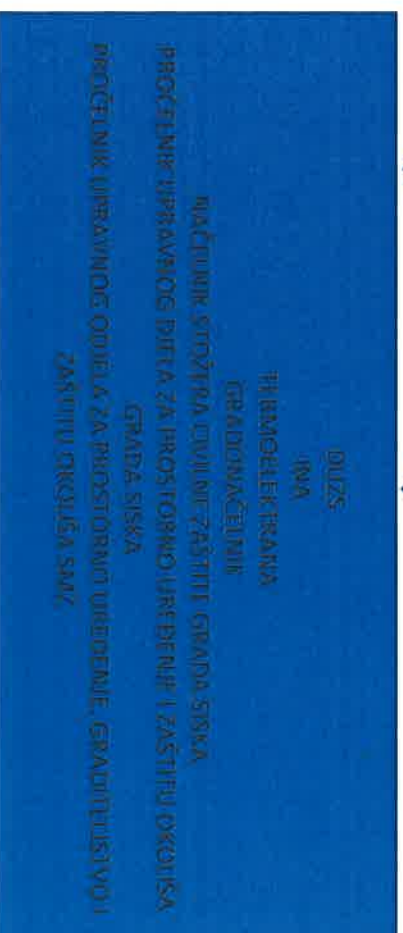 DUZS
INA
TERMOELEKTRANA
GRADONAČELNIK
NAČELNIK STOŽERA CIVILNE ZAŠTITE GRADA SISKA
PROČELNIK UPRAVNOG DJELA ZA PROSTORNO UREĐENJE I ZAŠTITU OKOLIŠA
GRADA SISKA
PROČELNIK UPRAVNOG ODJELA ZA PROSTORNO UREĐENJE, GRADITELJSTVO I
ZAŠTITU OKOLIŠA SMŽ